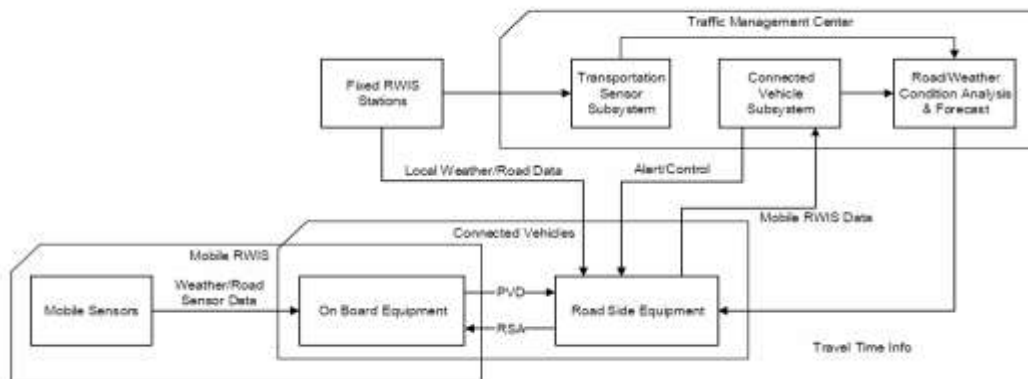 Traffic Management Center
Fixed RWIS
Stations
Transportation
Sensor
Subsystem
Connected
Vehicle
Subsystem
Road/Weather
Condition Analysis
& Forecast
Local Weather/Road Data
Alert/Control
Mobile RWIS Data
Connected Vehicles
Mobile RWIS
Weather/Road
Sensor Data
Mobile Sensors
On Board Equipment
PVD
RSA
Road Side Equipment
Travel Time Info